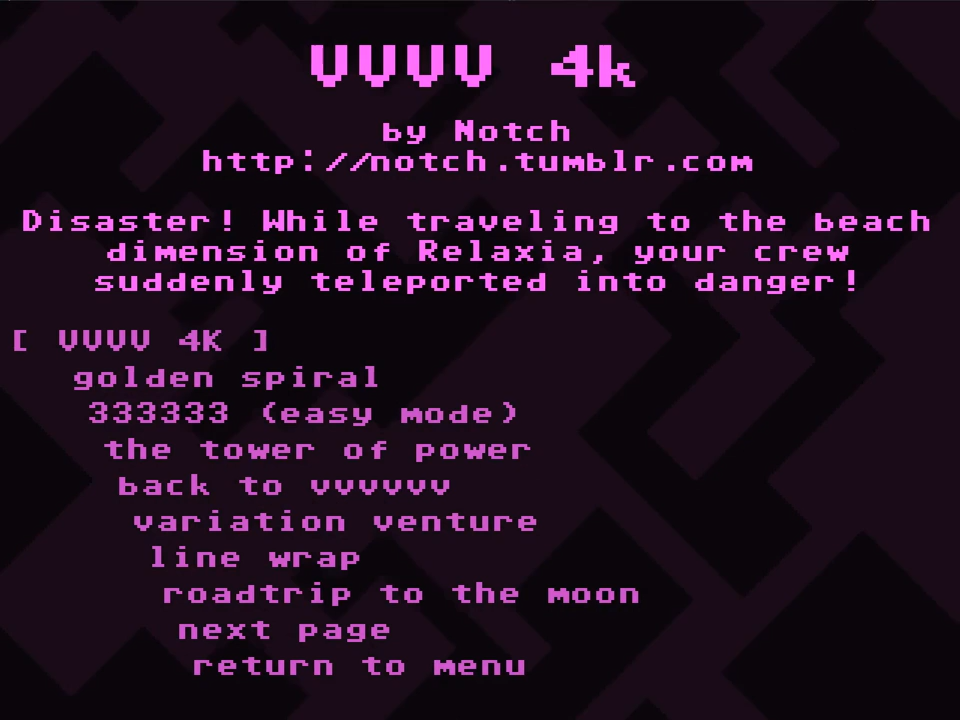 VVVV 4k
by Notch
http://notch.tumblr.com
Disaster! While traveling to the beach
dimension of Relaxia, your crew
suddenly teleported into danger!
[ VVVV 4K ]
golden spiral
333333 (easy mode)
the tower of power
back to vvvvvv
variation venture
line wrap
roadtrip to the moon
next page
return to menu